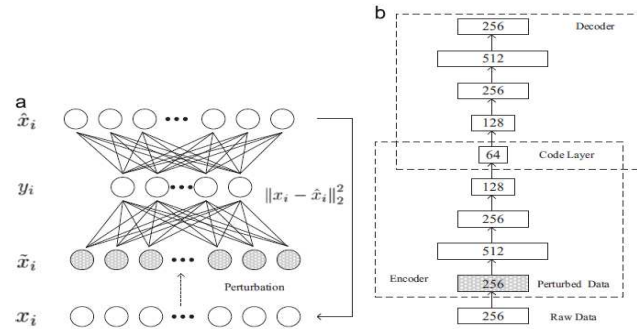 a
x̂ᵢ
yᵢ
‖xᵢ − x̂ᵢ‖₂²
x̃ᵢ
Perturbation
xᵢ
b
256
Decoder
512
256
128
64
Code Layer
128
256
512
Encoder
256
Perturbed Data
256
Raw Data